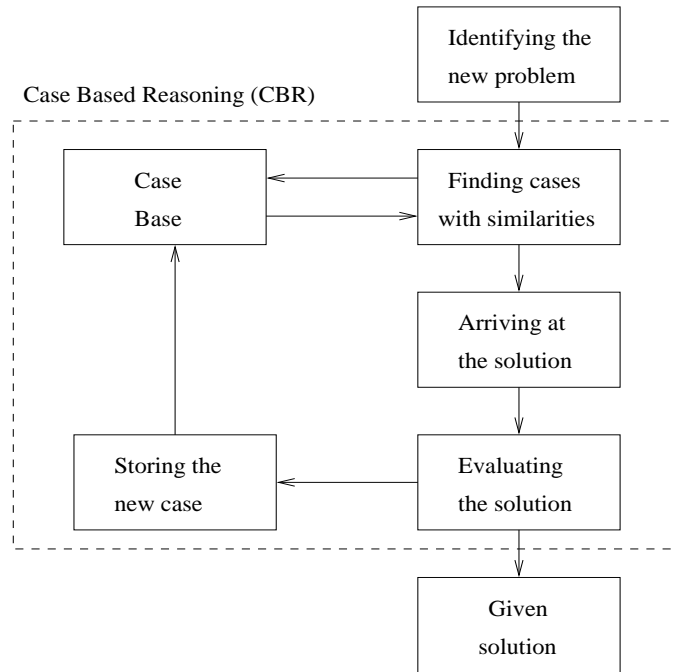 Identifying the
new problem
Case Based Reasoning (CBR)
Case
Base
Finding cases
with similarities
Arriving at
the solution
Storing the
new case
Evaluating
the solution
Given
solution